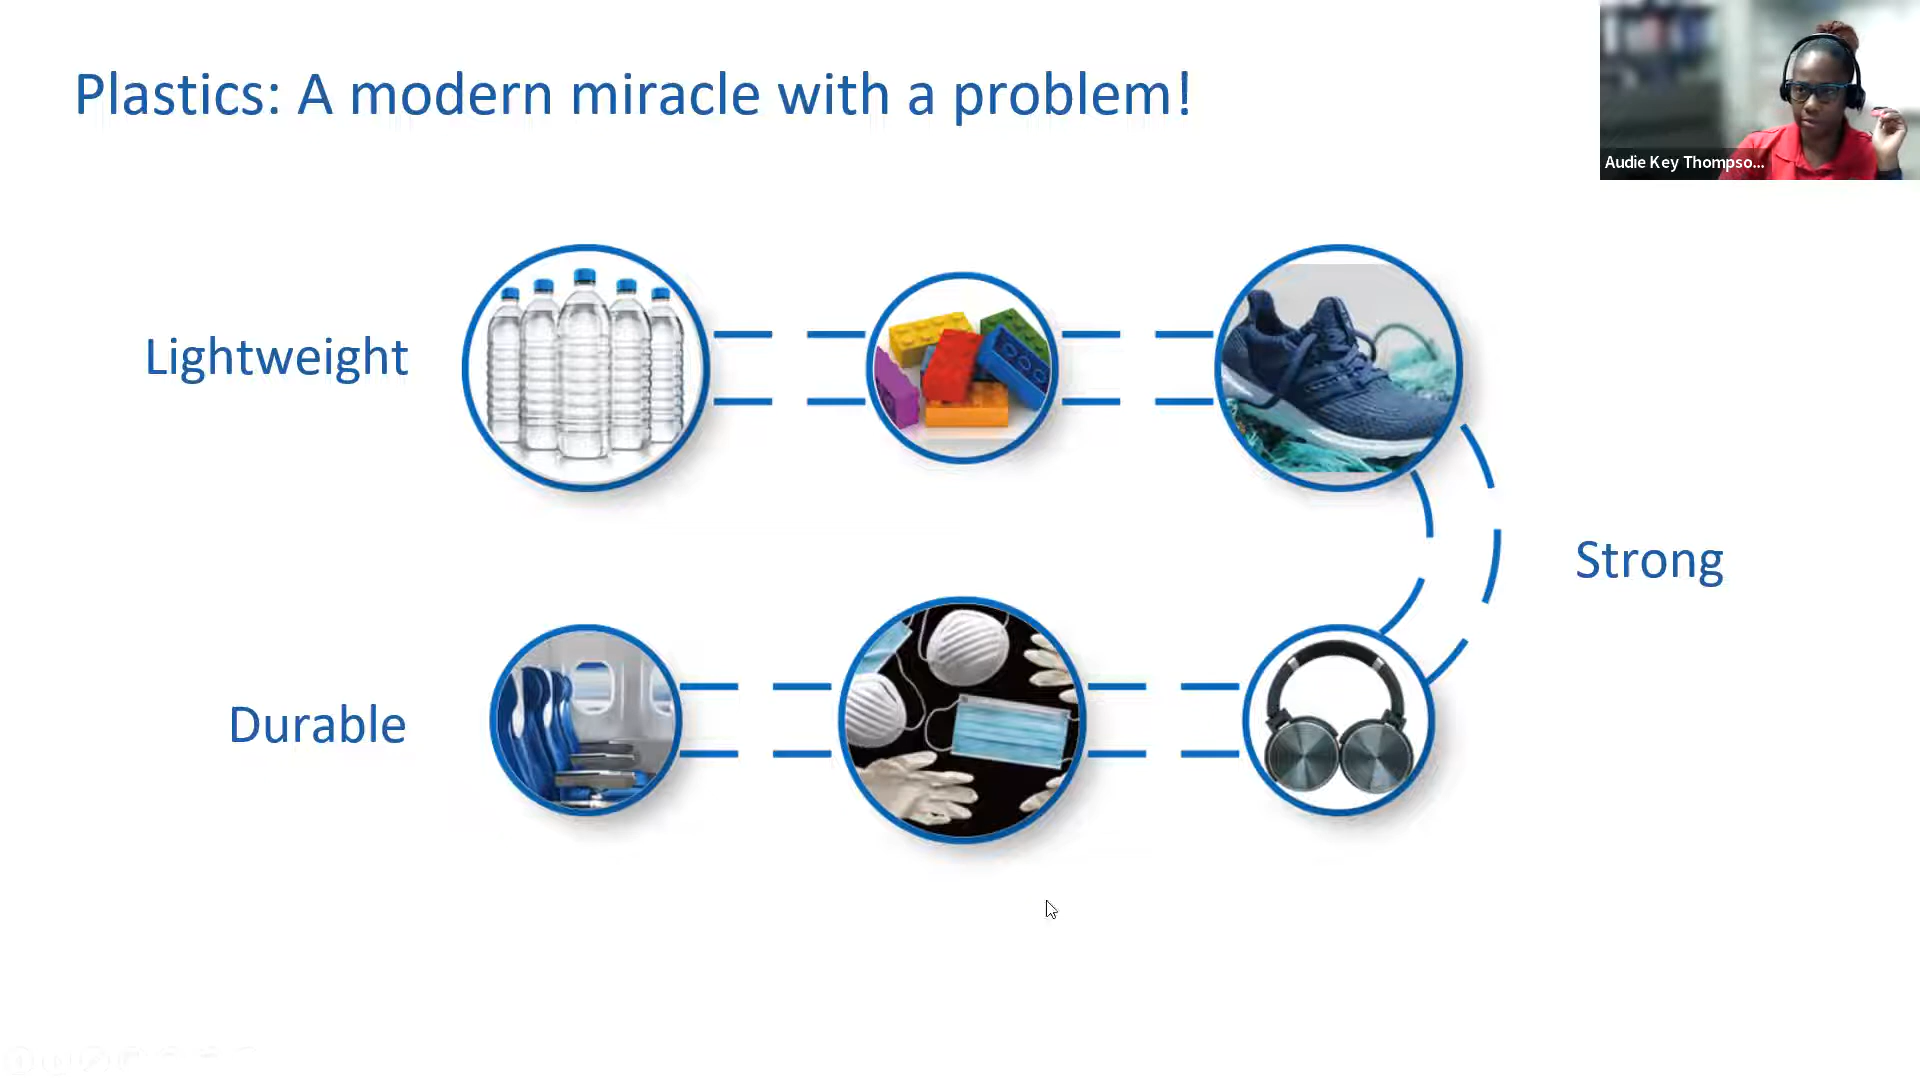 Plastics: A modern miracle with a problem!
Audie Key Thompso...
Lightweight
Strong
Durable